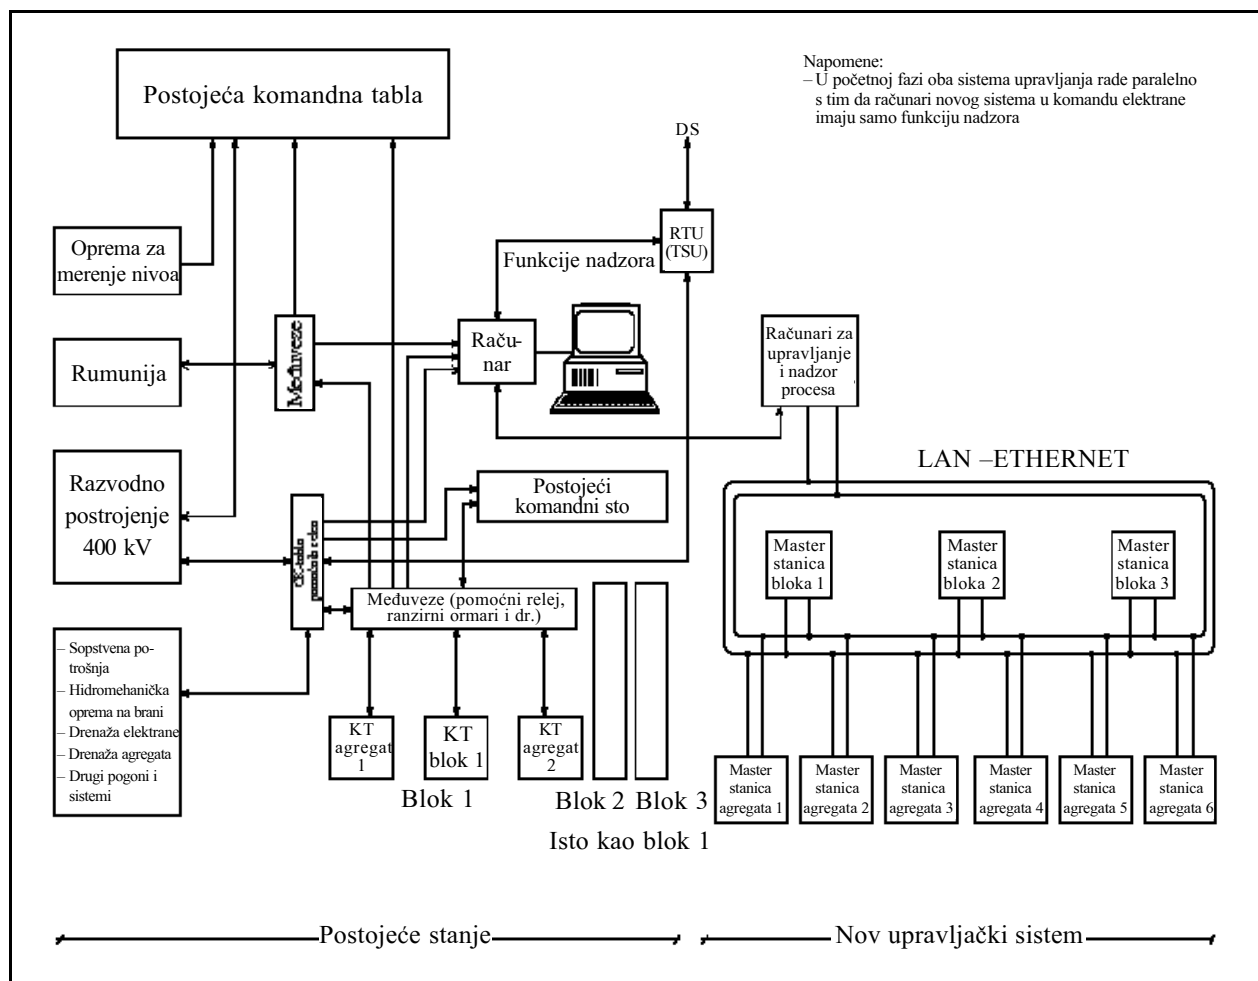 Postojeća komandna tabla
Napomene:
– U početnoj fazi oba sistema upravljanja rade paralelno
s tim da računari novog sistema u komandu elektrane
imaju samo funkciju nadzora
DS
RTU
(TSU)
Oprema za
merenje nivoa
Funkcije nadzora
Rumunija
Međuveze
Raču-
nar
Računari za
upravljanje
i nadzor
procesa
LAN –ETHERNET
Razvodno
postrojenje
400 kV
Postojeći
komandni sto
Master
stanica
bloka 1
Master
stanica
bloka 2
Master
stanica
bloka 3
Međuveze (pomoćni relej,
ranzirni ormari i dr.)
– Sopstvena po-
trošnja
– Hidromehanička
oprema na brani
– Drenaža elektrane
– Drenaža agregata
– Drugi pogoni i
sistemi
KT
agregat
1
KT
blok 1
KT
agregat
2
Blok 1
Blok 2
Blok 3
Isto kao blok 1
Master
stanica
agregata 1
Master
stanica
agregata 2
Master
stanica
agregata 3
Master
stanica
agregata 4
Master
stanica
agregata 5
Master
stanica
agregata 6
Postojeće stanje
Nov upravljački sistem